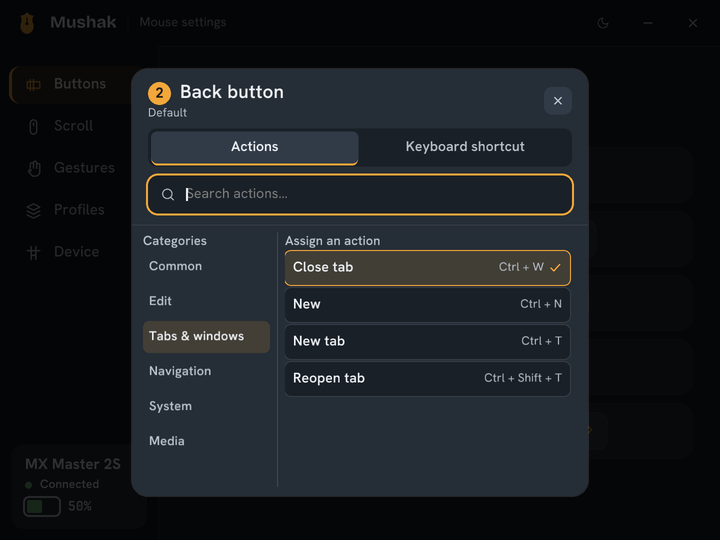 Mushak
Mouse settings
Buttons
Scroll
Gestures
Profiles
Device
MX Master 2S
Connected
50%
2 Back button
Default
Actions
Keyboard shortcut
Search actions...
Categories
Common
Edit
Tabs & windows
Navigation
System
Media
Assign an action
Close tab Ctrl + W
New Ctrl + N
New tab Ctrl + T
Reopen tab Ctrl + Shift + T